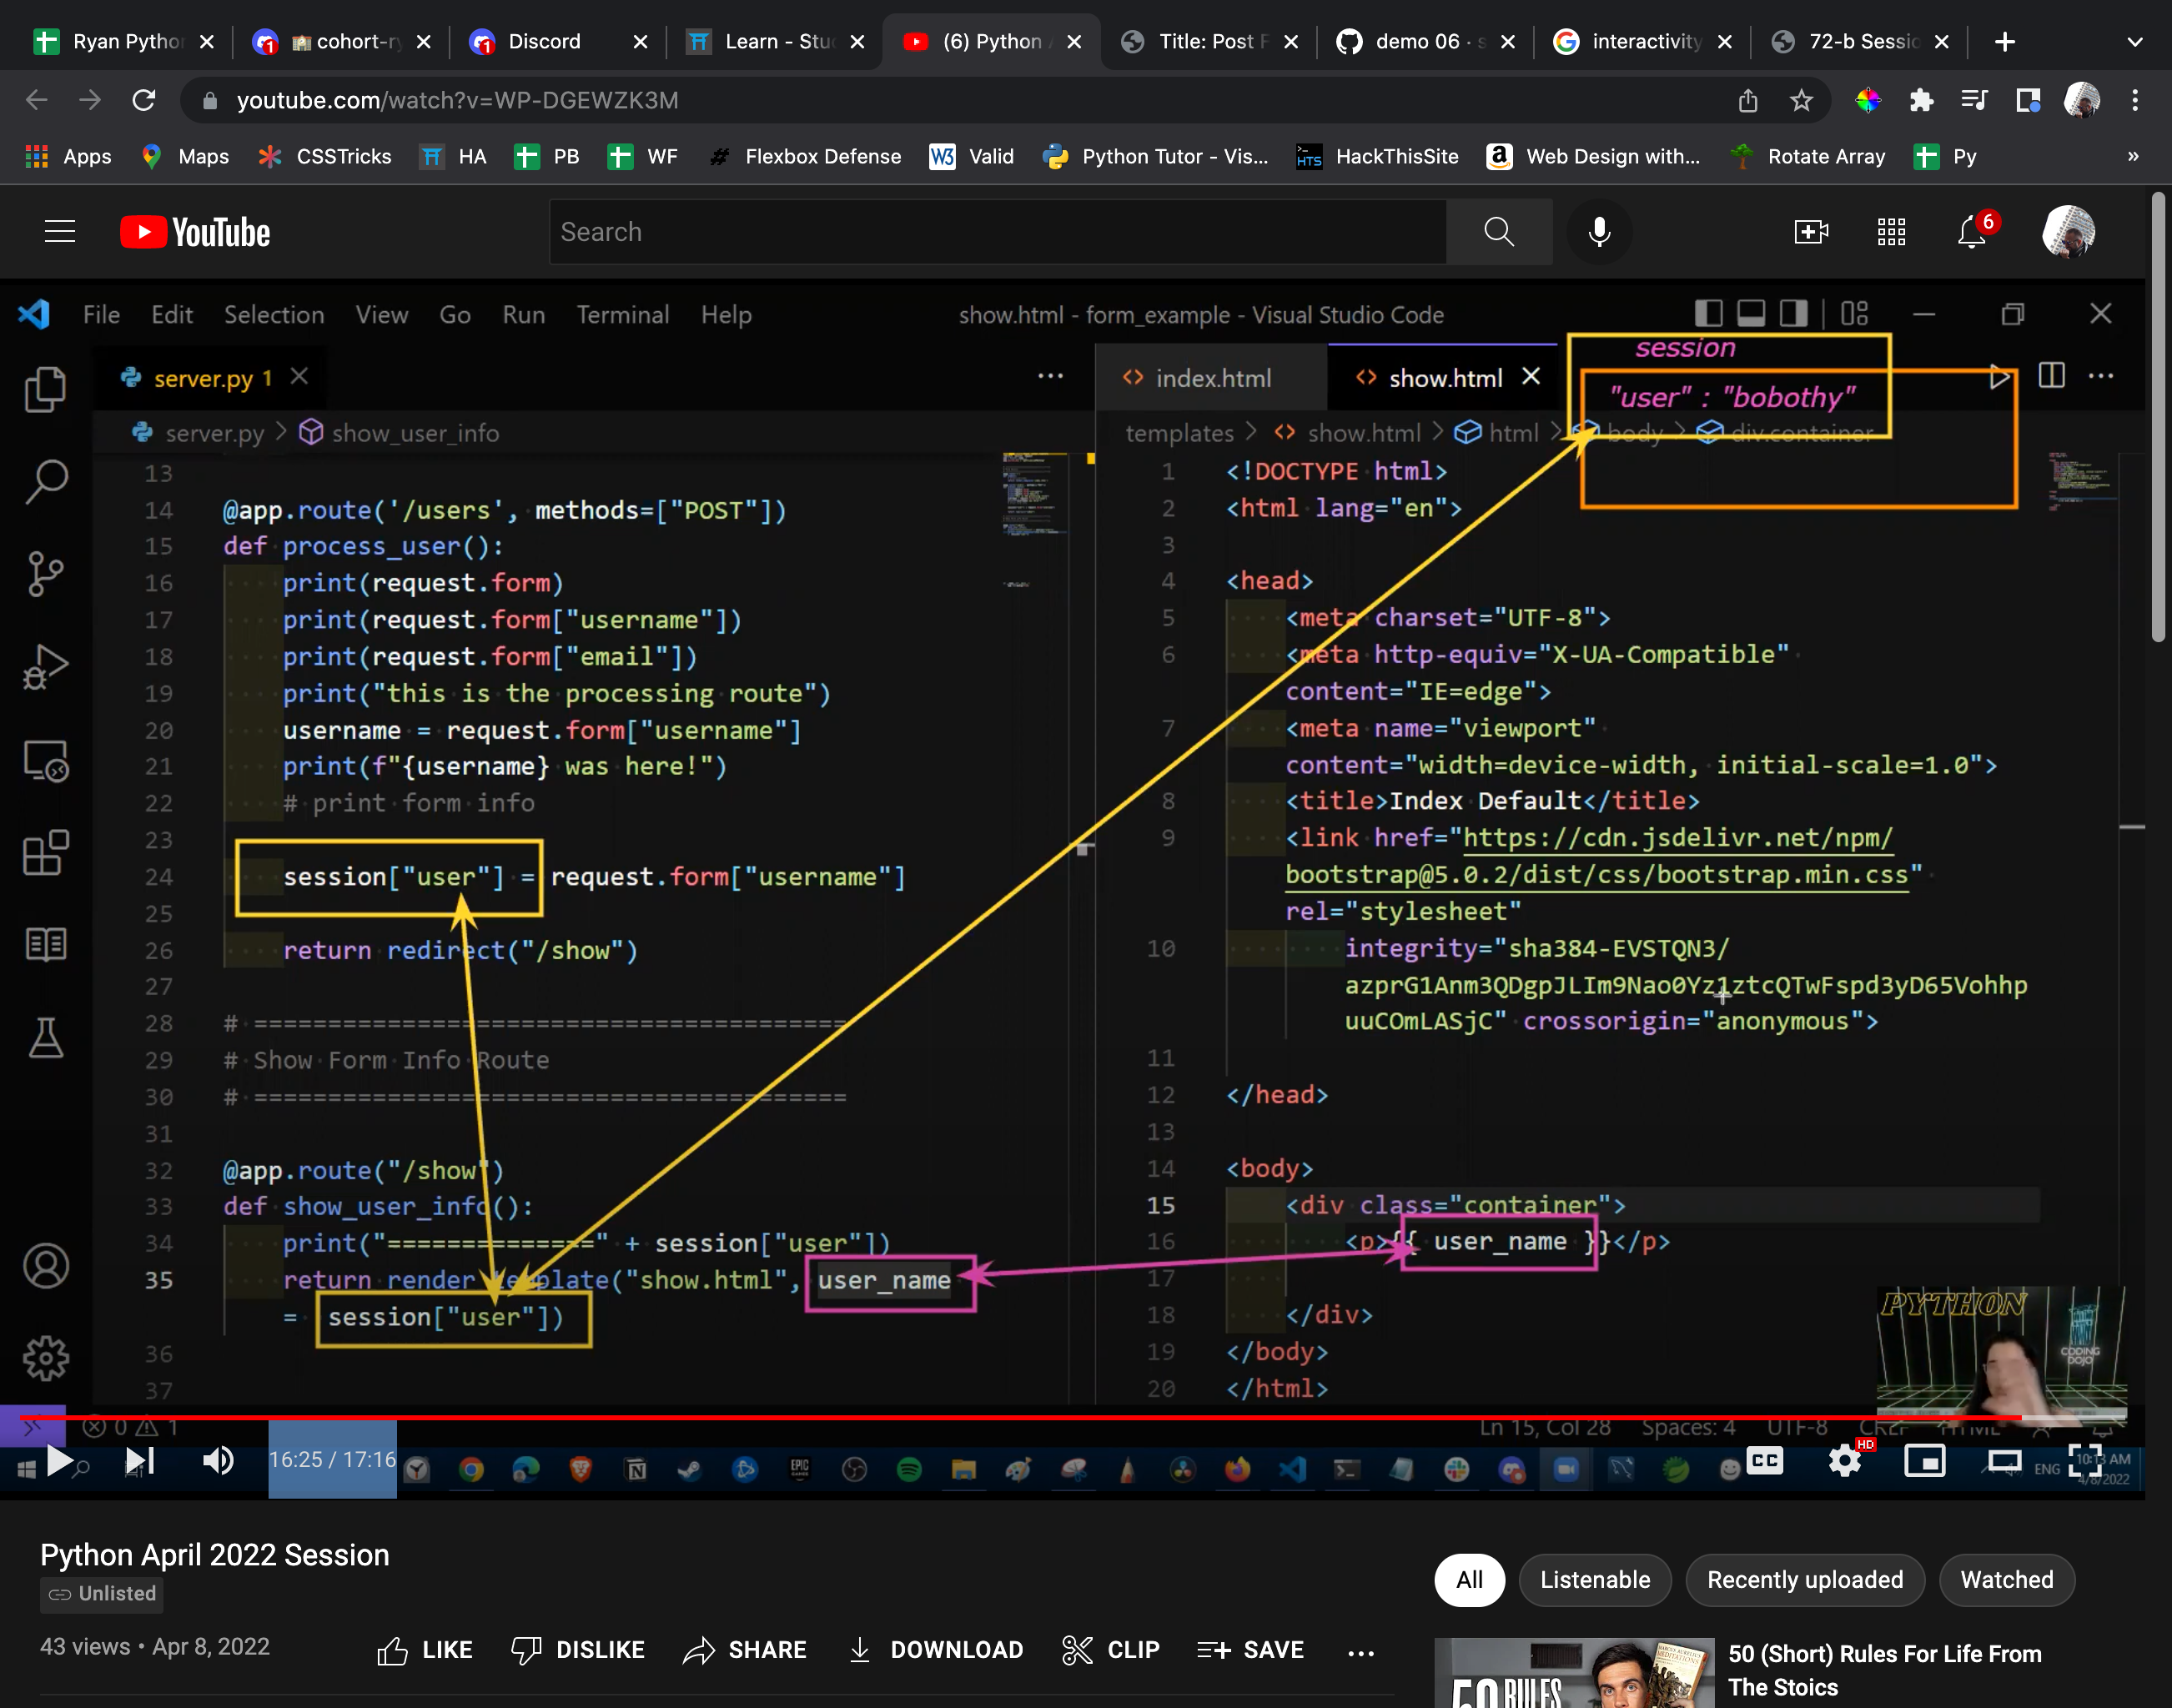 Ryan Pytho
cohort-ry
Discord
Learn - Stu
(6) Python
Title: Post F
demo 06 · s
interactivity
72-b Sessi
youtube.com/watch?v=WP-DGEWZK3M
Apps
Maps
CSSTricks
HA
PB
WF
Flexbox Defense
W3 Valid
Python Tutor - Vis...
HTS HackThisSite
Web Design with...
Rotate Array
Py
»
YouTube
Search
6
File Edit Selection View Go Run Terminal Help
show.html - form_example - Visual Studio Code
server.py 1
server.py > show_user_info
13
14 @app.route('/users', methods=["POST"])
15 def process_user():
16 print(request.form)
17 print(request.form["username"])
18 print(request.form["email"])
19 print("this is the processing route")
20 username = request.form["username"]
21 print(f"{username} was here!")
22 # print form info
23
24 session["user"] = request.form["username"]
25
26 return redirect("/show")
27
28 # ========================================
29 # Show Form Info Route
30 # ========================================
31
32 @app.route("/show")
33 def show_user_info():
34 print("==============" + session["user"])
35 return render_template("show.html", user_name
= session["user"])
36
37
index.html
show.html
session
"user" : "bobothy"
templates > show.html > html > body > div.container
1 <!DOCTYPE html>
2 <html lang="en">
3
4 <head>
5 <meta charset="UTF-8">
6 <meta http-equiv="X-UA-Compatible"
content="IE=edge">
7 <meta name="viewport"
content="width=device-width, initial-scale=1.0">
8 <title>Index Default</title>
9 <link href="https://cdn.jsdelivr.net/npm/
bootstrap@5.0.2/dist/css/bootstrap.min.css"
rel="stylesheet"
10 integrity="sha384-EVSTQN3/
azprG1Anm3QDgpJLIm9Nao0Yz1ztcQTwFspd3yD65Vohhp
uuCOmLASjC" crossorigin="anonymous">
11
12 </head>
13
14 <body>
15 <div class="container">
16 <p>{{ user_name }}</p>
17
18 </div>
19 </body>
20 </html>
PYTHON
CODING DOJO
0 1
Ln 15, Col 28 Spaces: 4 UTF-8 CRLF HTML
16:25 / 17:16
EPIC
CC
HD
ENG
10:13 AM
4/8/2022
Python April 2022 Session
Unlisted
43 views • Apr 8, 2022
LIKE
DISLIKE
SHARE
DOWNLOAD
CLIP
SAVE
...
All
Listenable
Recently uploaded
Watched
50 RULES
50 (Short) Rules For Life From
The Stoics